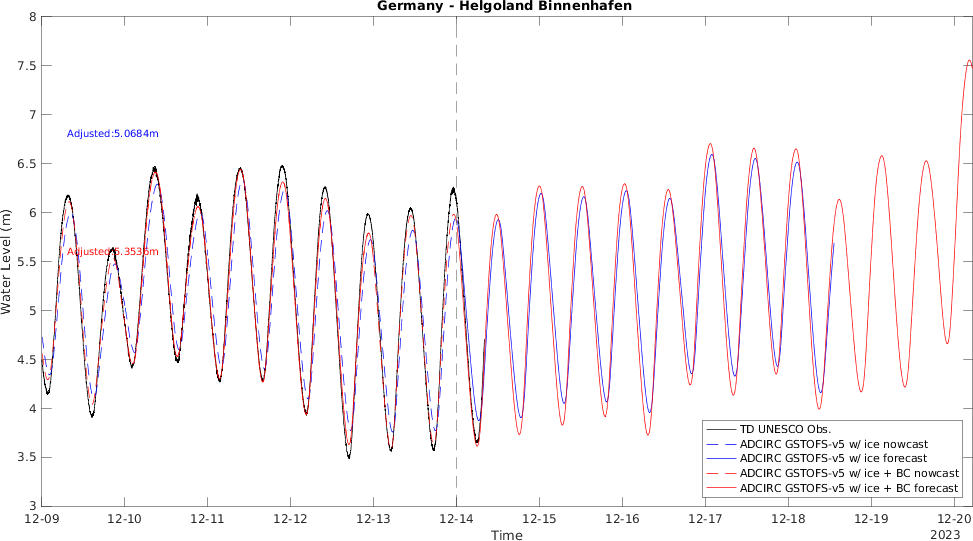 Germany - Helgoland Binnenhafen
8
7.5
7
6.5
6
5.5
5
4.5
4
3.5
3
Water Level (m)
Adjusted:5.0684m
Adjusted:5.3535m
TD UNESCO Obs.
ADCIRC GSTOFS-v5 w/ ice nowcast
ADCIRC GSTOFS-v5 w/ ice forecast
ADCIRC GSTOFS-v5 w/ ice + BC nowcast
ADCIRC GSTOFS-v5 w/ ice + BC forecast
12-09 12-10 12-11 12-12 12-13 12-14 12-15 12-16 12-17 12-18 12-19 12-20
Time
2023